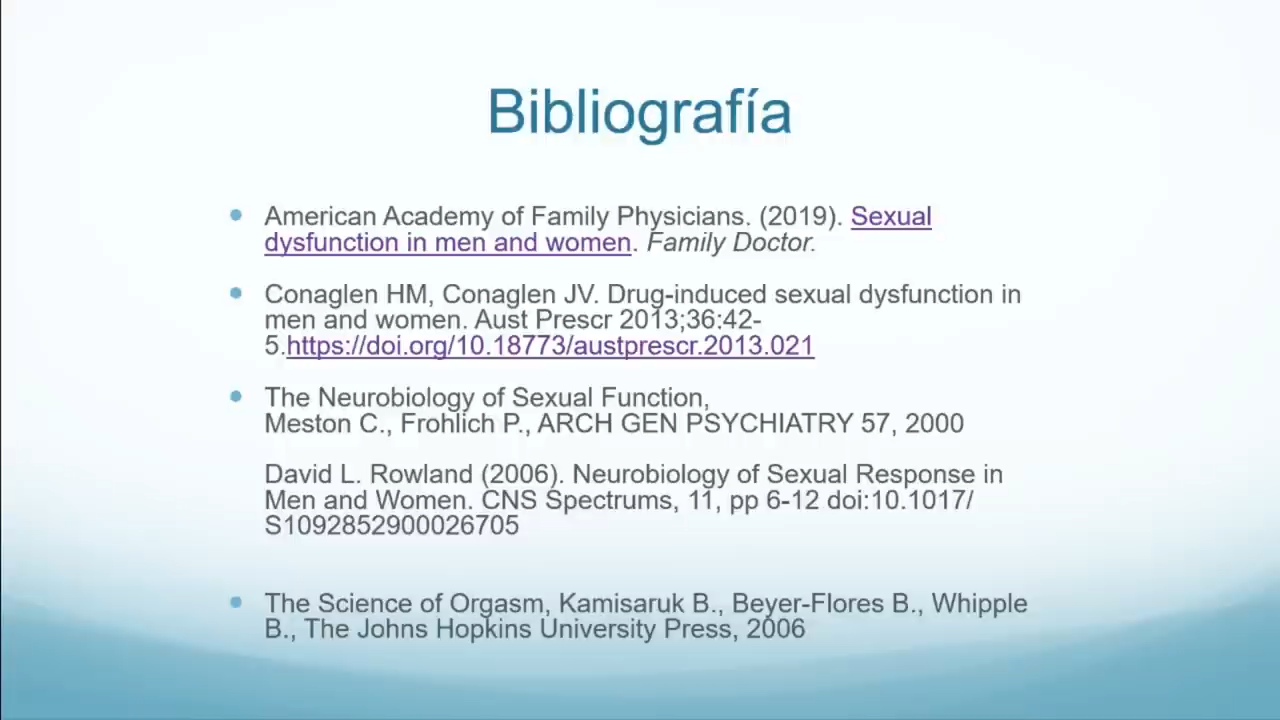 Bibliografía
American Academy of Family Physicians. (2019). Sexual
dysfunction in men and women. Family Doctor.
Conaglen HM, Conaglen JV. Drug-induced sexual dysfunction in
men and women. Aust Prescr 2013;36:42-
5.https://doi.org/10.18773/austprescr.2013.021
The Neurobiology of Sexual Function,
Meston C., Frohlich P., ARCH GEN PSYCHIATRY 57, 2000
David L. Rowland (2006). Neurobiology of Sexual Response in
Men and Women. CNS Spectrums, 11, pp 6-12 doi:10.1017/
S1092852900026705
The Science of Orgasm, Kamisaruk B., Beyer-Flores B., Whipple
B., The Johns Hopkins University Press, 2006